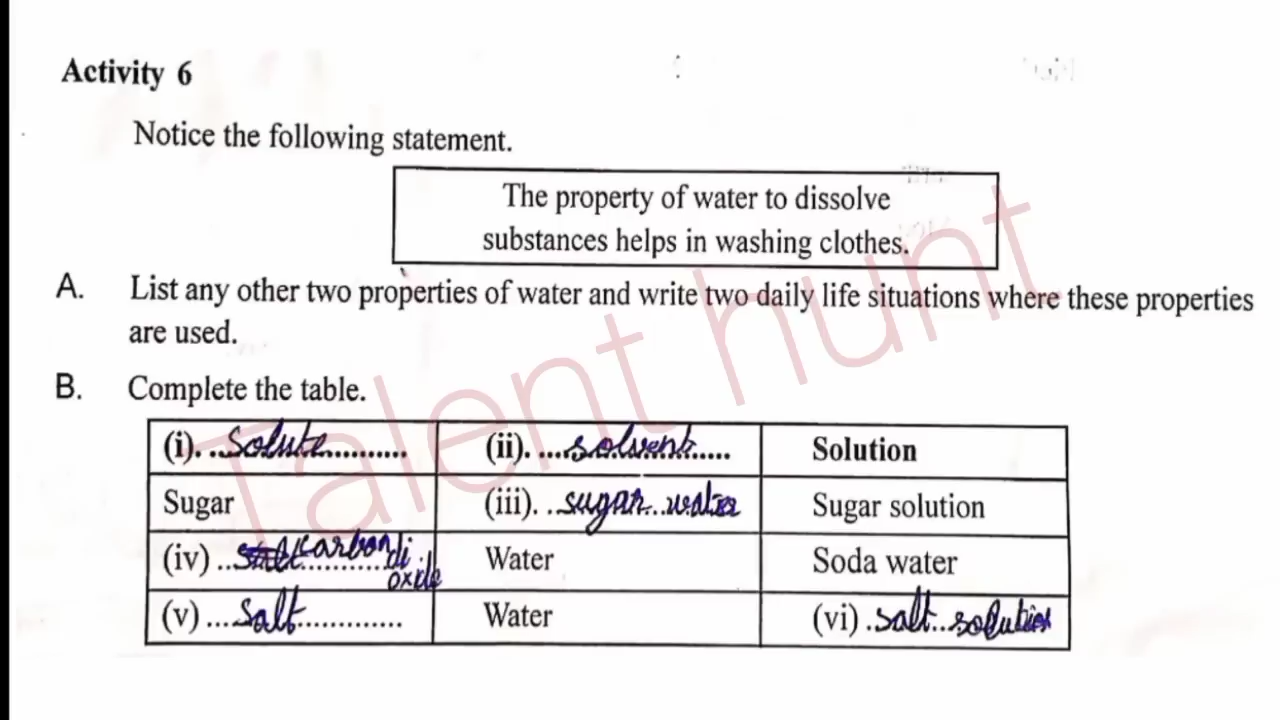 Activity 6
Notice the following statement.
The property of water to dissolve
substances helps in washing clothes.
A. List any other two properties of water and write two daily life situations where these properties
are used.
B. Complete the table.
(i). ..solute.......... (ii). ....solvent...... Solution
Sugar (iii). ..sugar..water Sugar solution
(iv) ..carbondi
oxide Water Soda water
(v) ...salt............. Water (vi) .salt..solution
Talent hunt